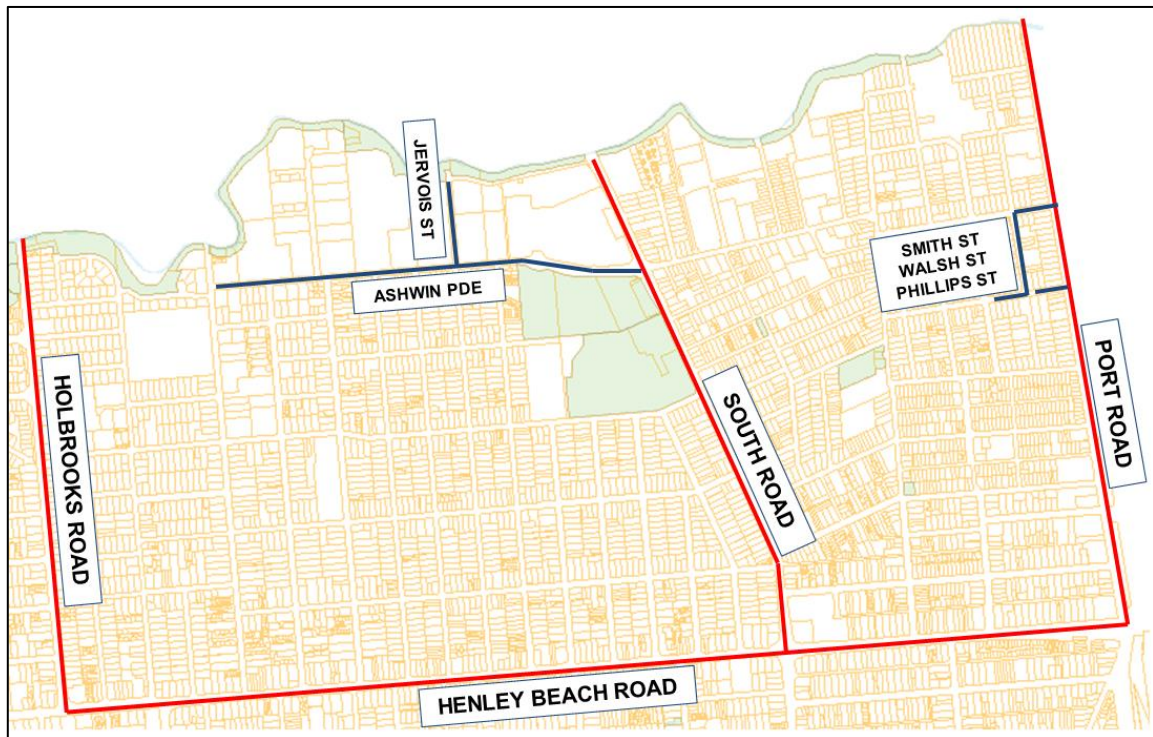 JERVOIS ST
SMITH ST
WALSH ST
PHILLIPS ST
ASHWIN PDE
HOLBROOKS ROAD
SOUTH ROAD
PORT ROAD
HENLEY BEACH ROAD